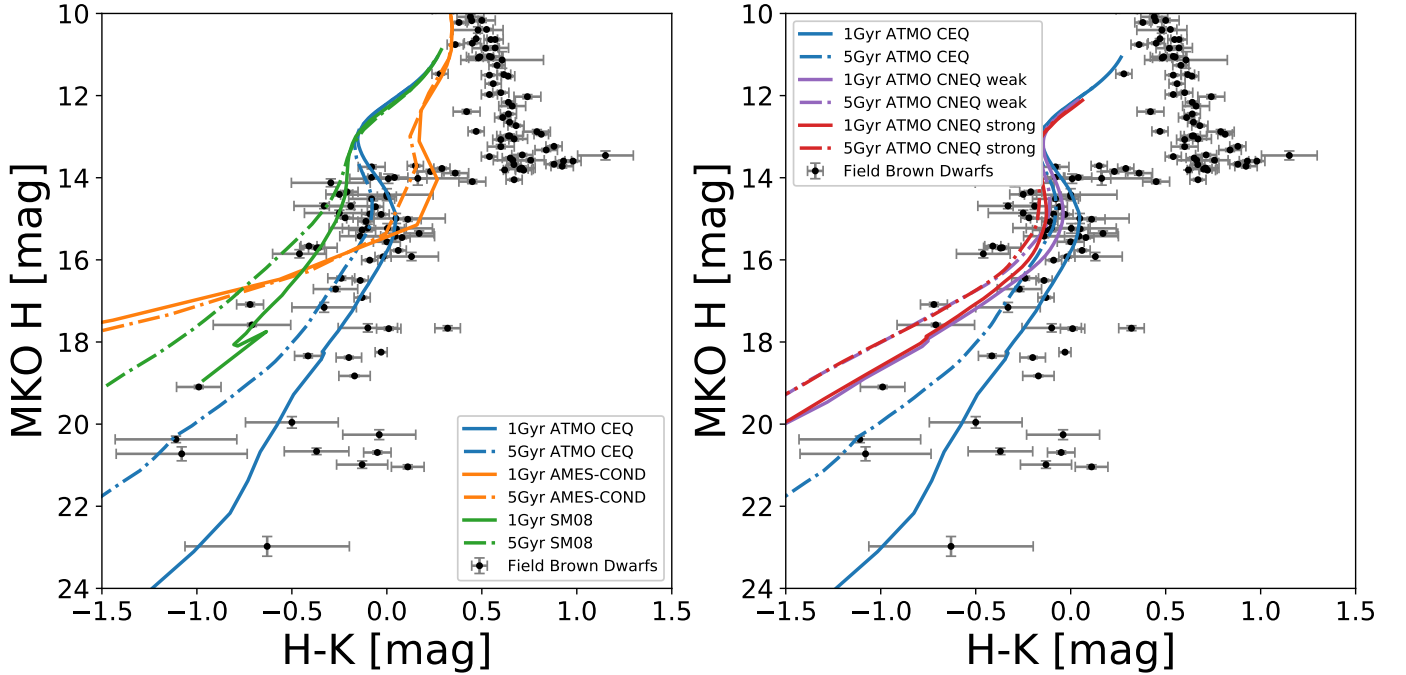 10
12
14
16
18
20
22
24
MKO H [mag]
−1.5 −1.0 −0.5 0.0 0.5 1.0 1.5
H-K [mag]
1Gyr ATMO CEQ
5Gyr ATMO CEQ
1Gyr AMES-COND
5Gyr AMES-COND
1Gyr SM08
5Gyr SM08
Field Brown Dwarfs
10
12
14
16
18
20
22
24
MKO H [mag]
−1.5 −1.0 −0.5 0.0 0.5 1.0 1.5
H-K [mag]
1Gyr ATMO CEQ
5Gyr ATMO CEQ
1Gyr ATMO CNEQ weak
5Gyr ATMO CNEQ weak
1Gyr ATMO CNEQ strong
5Gyr ATMO CNEQ strong
Field Brown Dwarfs